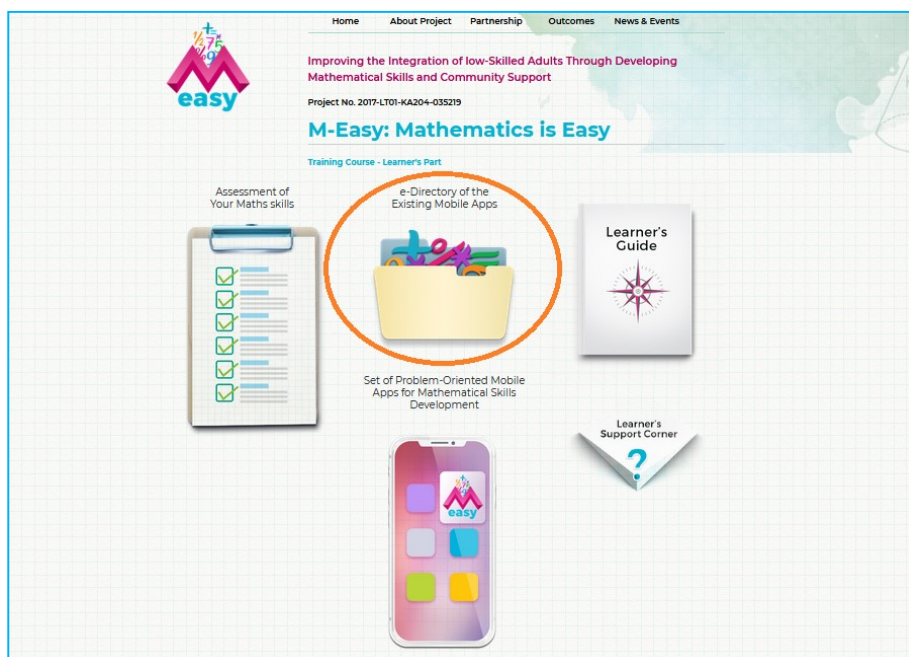 Home About Project Partnership Outcomes News & Events
easy
Improving the Integration of low-Skilled Adults Through Developing
Mathematical Skills and Community Support
Project No. 2017-LT01-KA204-035219
M-Easy: Mathematics is Easy
Training Course - Learner's Part
Assessment of
Your Maths skills
e-Directory of the
Existing Mobile Apps
Learner's
Guide
Set of Problem-Oriented Mobile
Apps for Mathematical Skills
Development
Learner's
Support Corner
?
easy